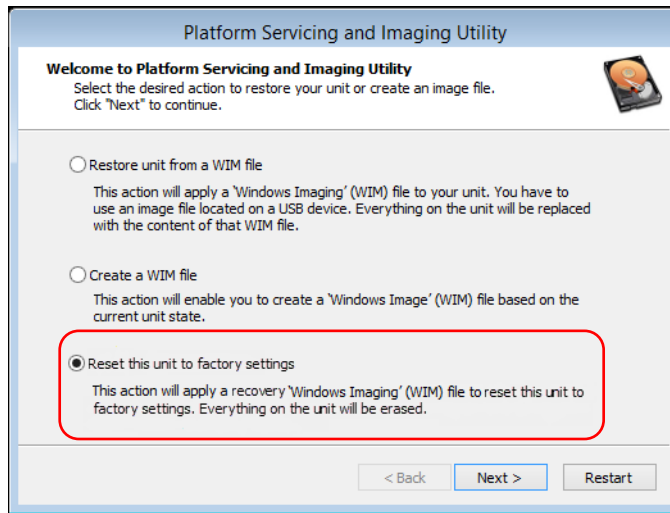 Platform Servicing and Imaging Utility
Welcome to Platform Servicing and Imaging Utility
Select the desired action to restore your unit or create an image file.
Click "Next" to continue.
Restore unit from a WIM file
This action will apply a 'Windows Imaging' (WIM) file to your unit. You have to
use an image file located on a USB device. Everything on the unit will be replaced
with the content of that WIM file.
Create a WIM file
This action will enable you to create a 'Windows Image' (WIM) file based on the
current unit state.
Reset this unit to factory settings
This action will apply a recovery 'Windows Imaging' (WIM) file to reset this unit to
factory settings. Everything on the unit will be erased.
< Back Next > Restart